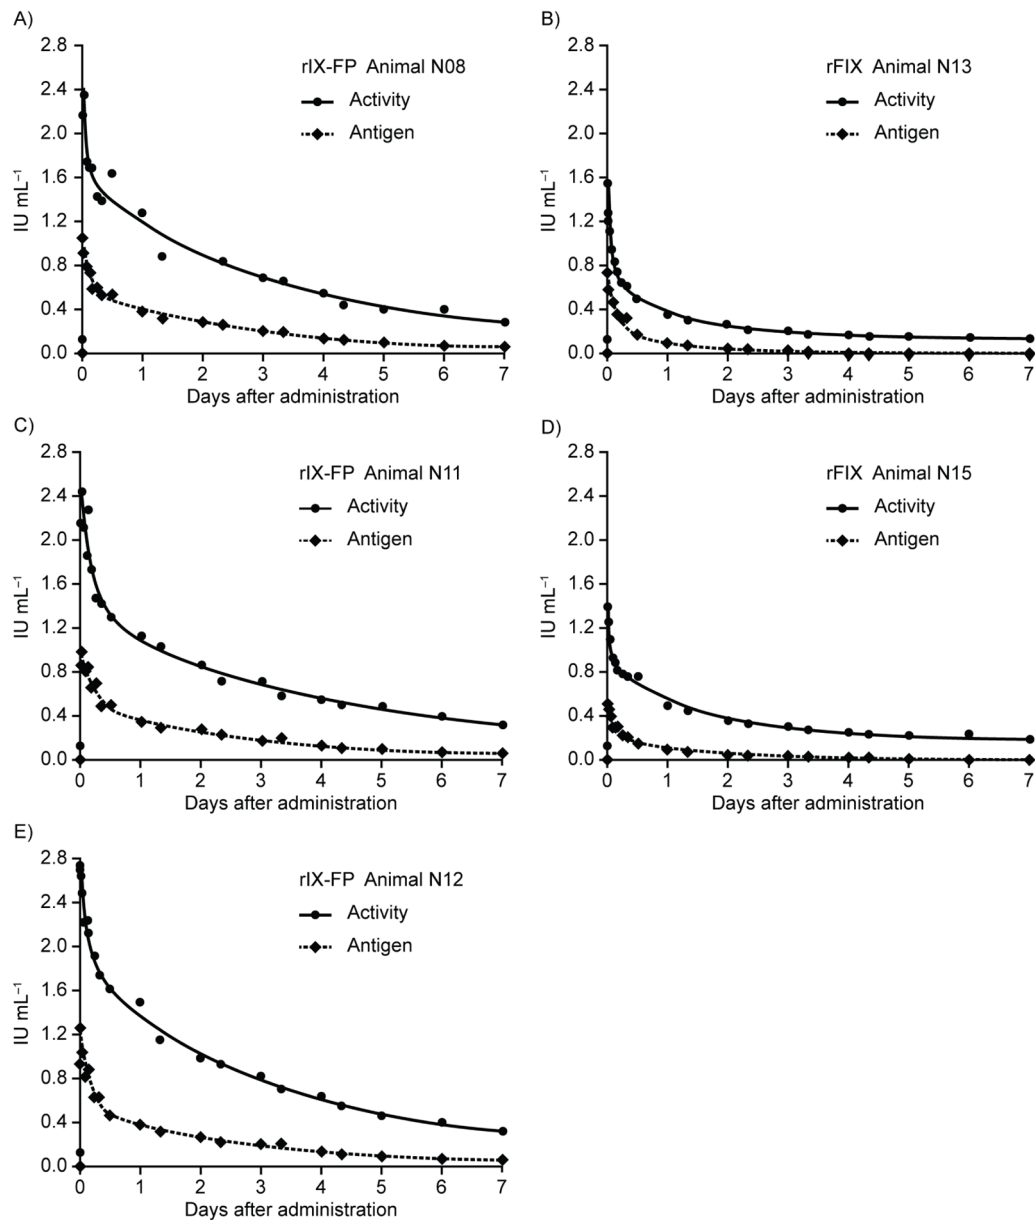 A)
2.8
2.4
2.0
1.6
1.2
0.8
0.4
0.0
IU mL⁻¹
rIX-FP Animal N08
Activity
Antigen
0 1 2 3 4 5 6 7
Days after administration
B)
2.8
2.4
2.0
1.6
1.2
0.8
0.4
0.0
IU mL⁻¹
rFIX Animal N13
Activity
Antigen
0 1 2 3 4 5 6 7
Days after administration
C)
2.8
2.4
2.0
1.6
1.2
0.8
0.4
0.0
IU mL⁻¹
rIX-FP Animal N11
Activity
Antigen
0 1 2 3 4 5 6 7
Days after administration
D)
2.8
2.4
2.0
1.6
1.2
0.8
0.4
0.0
IU mL⁻¹
rFIX Animal N15
Activity
Antigen
0 1 2 3 4 5 6 7
Days after administration
E)
2.8
2.4
2.0
1.6
1.2
0.8
0.4
0.0
IU mL⁻¹
rIX-FP Animal N12
Activity
Antigen
0 1 2 3 4 5 6 7
Days after administration